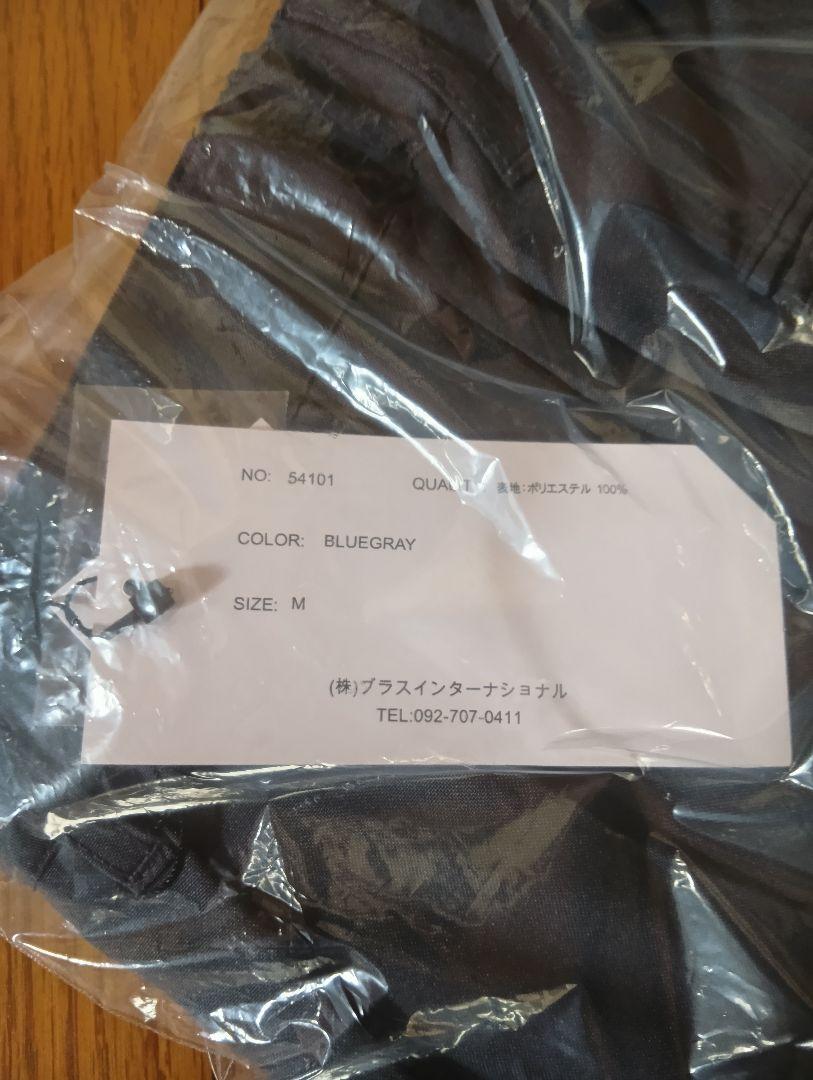 NO: 54101 表地:ポリエステル 100%
COLOR: BLUEGRAY
SIZE: M
(株)ブラスインターナショナル
TEL:092-707-0411